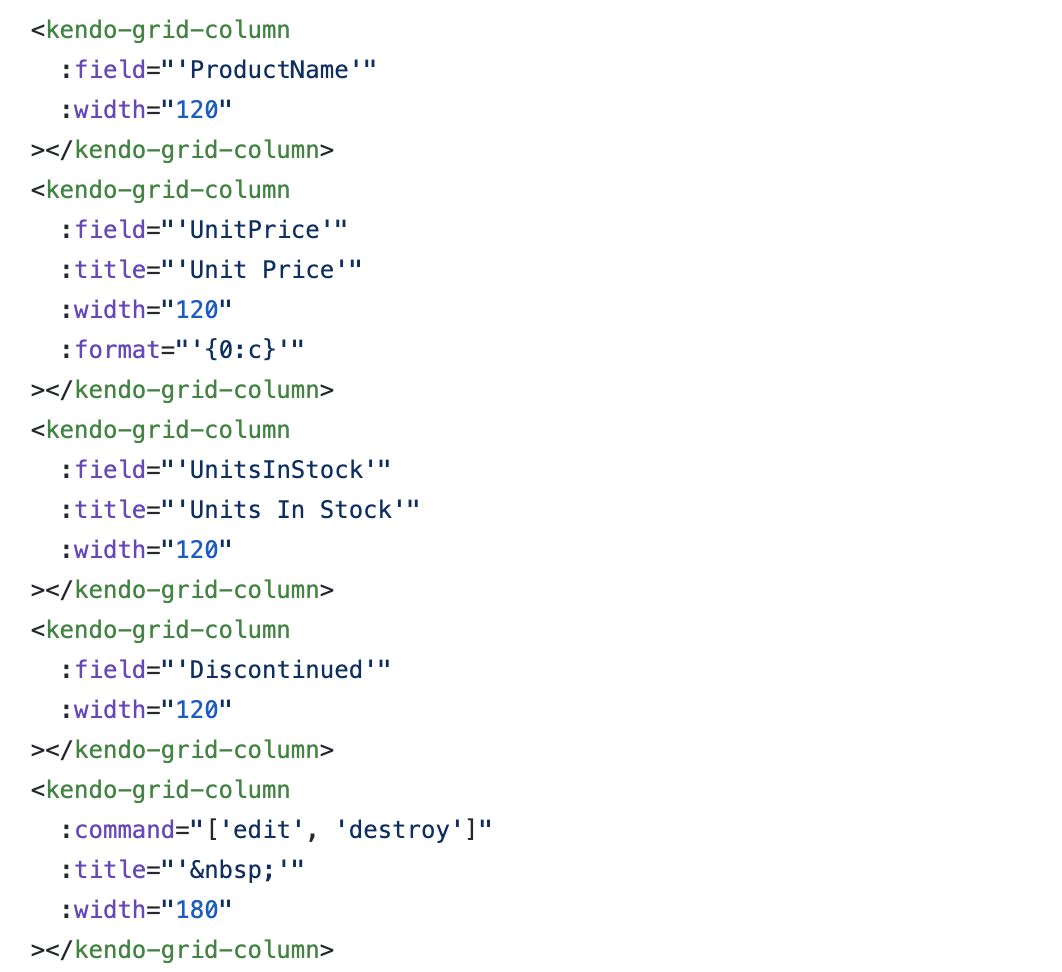 <kendo-grid-column
  :field="'ProductName'"
  :width="120"
></kendo-grid-column>
<kendo-grid-column
  :field="'UnitPrice'"
  :title="'Unit Price'"
  :width="120"
  :format="'{0:c}'"
></kendo-grid-column>
<kendo-grid-column
  :field="'UnitsInStock'"
  :title="'Units In Stock'"
  :width="120"
></kendo-grid-column>
<kendo-grid-column
  :field="'Discontinued'"
  :width="120"
></kendo-grid-column>
<kendo-grid-column
  :command="['edit', 'destroy']"
  :title="'&nbsp;'"
  :width="180"
></kendo-grid-column>